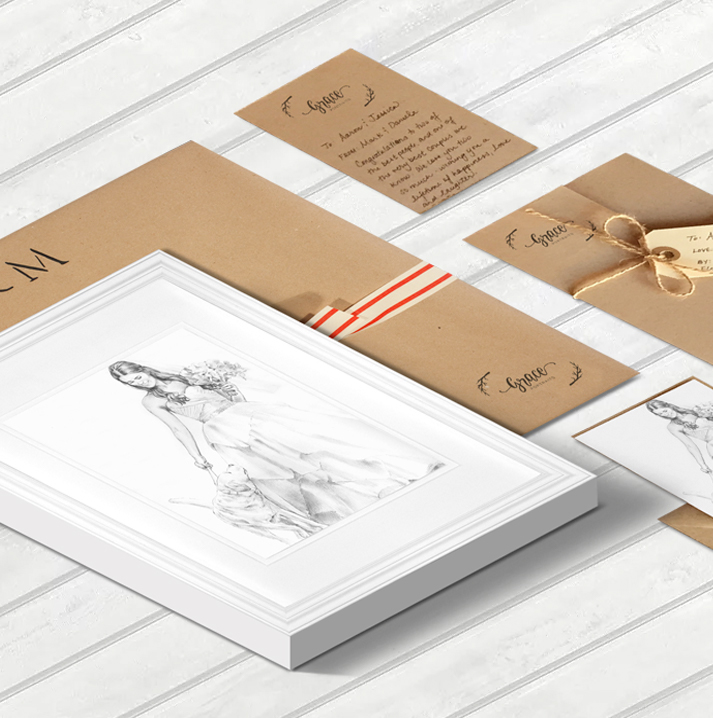 Grace
To Aaron & Jessica
From Mark & Danielle
Congratulations to two of
the best people and one of
the very best couples we
know. We love you two
so much. Wishing you a
lifetime of happiness, love
and laughter!
Grace
To: A
LOVE
BY:
M
Grace